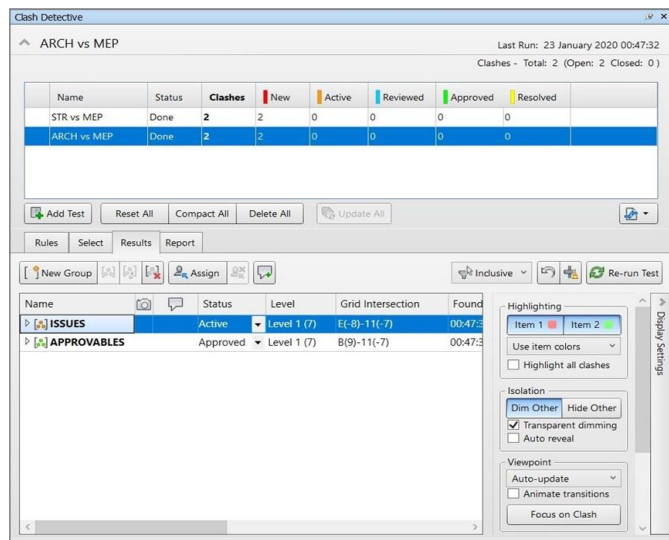 Clash Detective
ARCH vs MEP
Last Run: 23 January 2020 00:47:32
Clashes - Total: 2 (Open: 2 Closed: 0)
Name Status Clashes New Active Reviewed Approved Resolved
STR vs MEP Done 2 2 0 0 0 0
ARCH vs MEP Done 2 2 0 0 0 0
Add Test Reset All Compact All Delete All Update All
Rules Select Results Report
New Group Assign Inclusive Re-run Test
Name Status Level Grid Intersection Found
ISSUES Active Level 1 (7) E(-8)-11(-7) 00:47:3
APPROVABLES Approved Level 1 (7) B(9)-11(-7) 00:47:3
Highlighting
Item 1 Item 2
Use item colors
Highlight all clashes
Isolation
Dim Other Hide Other
Transparent dimming
Auto reveal
Viewpoint
Auto-update
Animate transitions
Focus on Clash
Display Settings